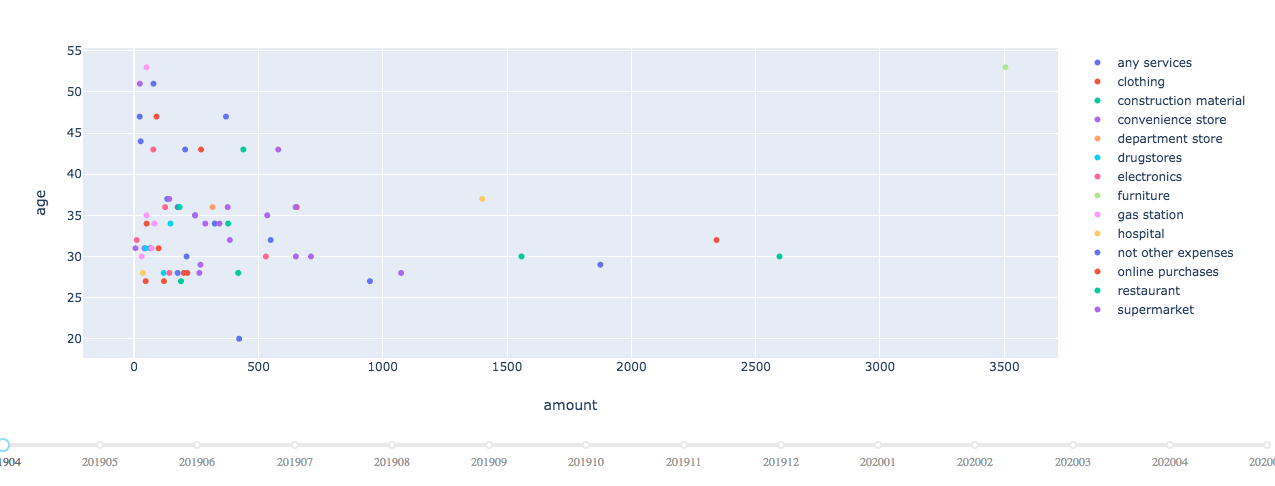 55
50
45
40
35
30
25
20
age
0 500 1000 1500 2000 2500 3000 3500
amount
any services
clothing
construction material
convenience store
department store
drugstores
electronics
furniture
gas station
hospital
not other expenses
online purchases
restaurant
supermarket
1904 201905 201906 201907 201908 201909 201910 201911 201912 202001 202002 202003 202004 20200